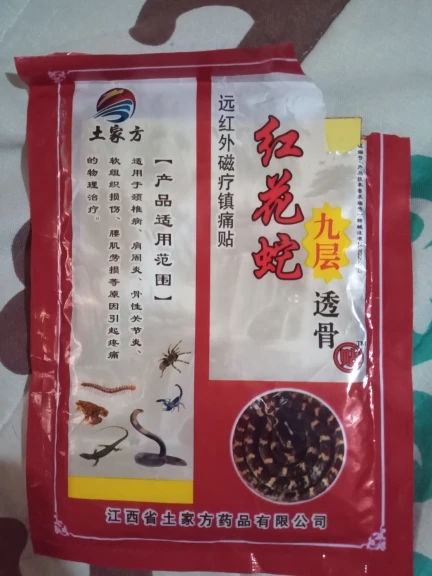 土家方
远红外磁疗镇痛贴
红花蛇
九层
透骨
贴
【产品适用范围】
适用于颈椎病、肩周炎、骨性关节炎、
软组织损伤、腰肌劳损等原因引起疼痛
的物理治疗。
江西省土家方药品有限公司